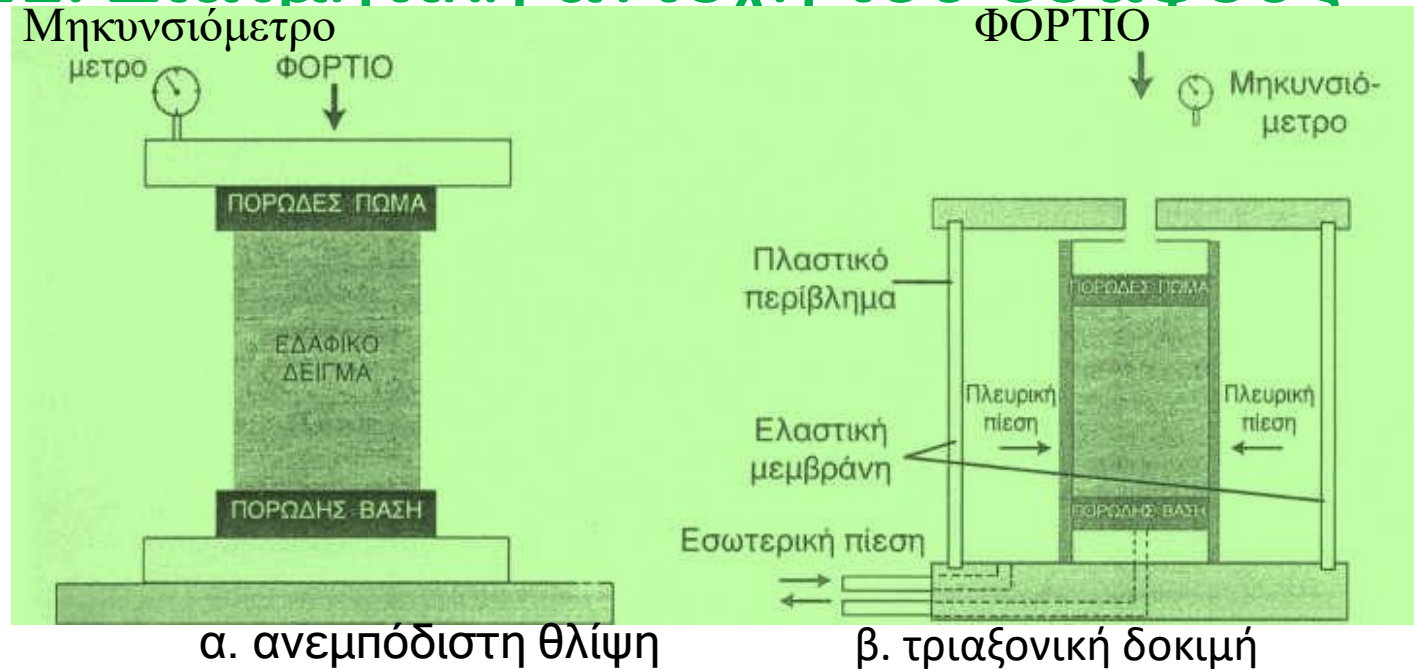 Μηκυνσιόμετρο
μετρο
ΦΟΡΤΙΟ
ΠΟΡΩΔΕΣ ΠΩΜΑ
ΕΔΑΦΙΚΟ
ΔΕΙΓΜΑ
ΠΟΡΩΔΗΣ ΒΑΣΗ
α. ανεμπόδιστη θλίψη
ΦΟΡΤΙΟ
Μηκυνσιό-
μετρο
Πλαστικό
περίβλημα
ΠΟΡΩΔΕΣ ΠΩΜΑ
Πλευρική
πίεση
Πλευρική
πίεση
Ελαστική
μεμβράνη
ΠΟΡΩΔΗΣ ΒΑΣΗ
Εσωτερική πίεση
β. τριαξονική δοκιμή